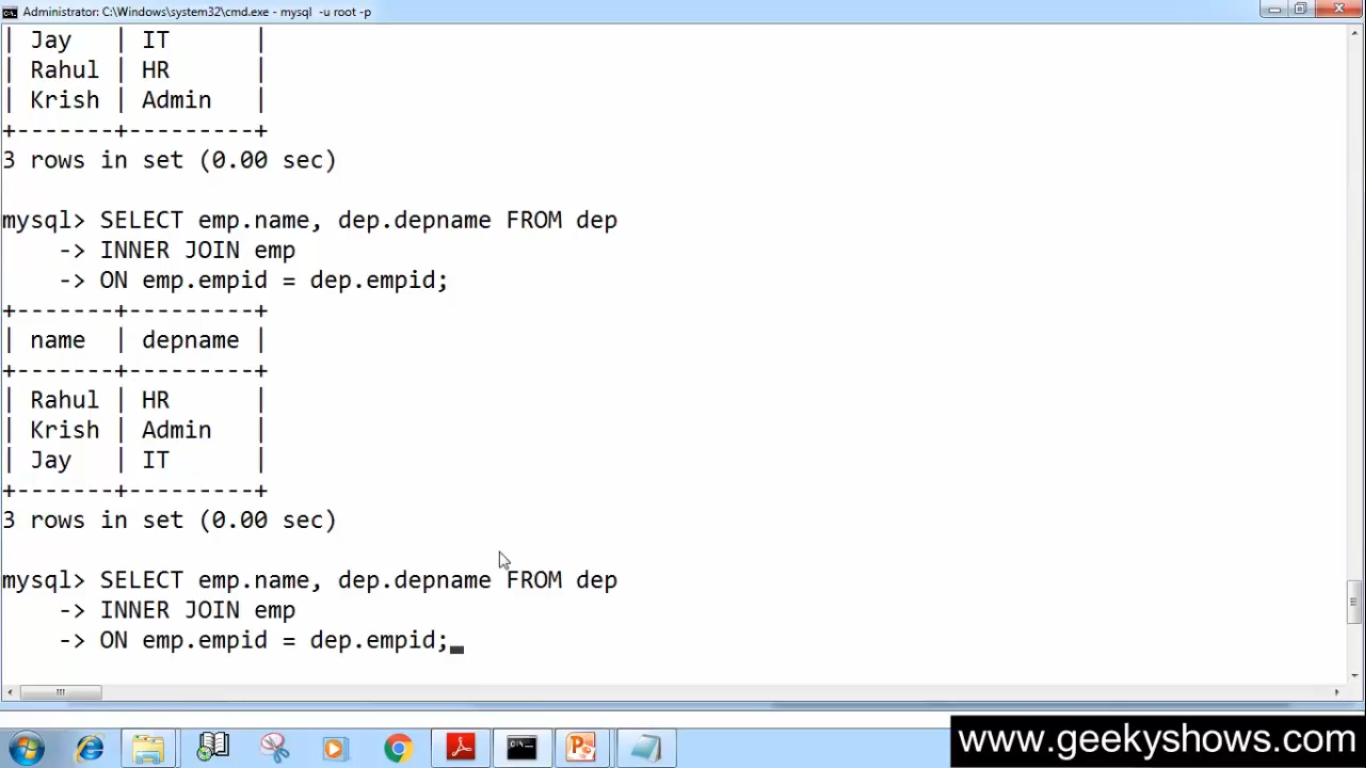 Administrator: C:\Windows\system32\cmd.exe - mysql -u root -p
| Jay   | IT      |
| Rahul | HR      |
| Krish | Admin   |
+-------+---------+
3 rows in set (0.00 sec)
mysql> SELECT emp.name, dep.depname FROM dep
    -> INNER JOIN emp
    -> ON emp.empid = dep.empid;
+-------+---------+
| name  | depname |
+-------+---------+
| Rahul | HR      |
| Krish | Admin   |
| Jay   | IT      |
+-------+---------+
3 rows in set (0.00 sec)
mysql> SELECT emp.name, dep.depname FROM dep
    -> INNER JOIN emp
    -> ON emp.empid = dep.empid;
www.geekyshows.com